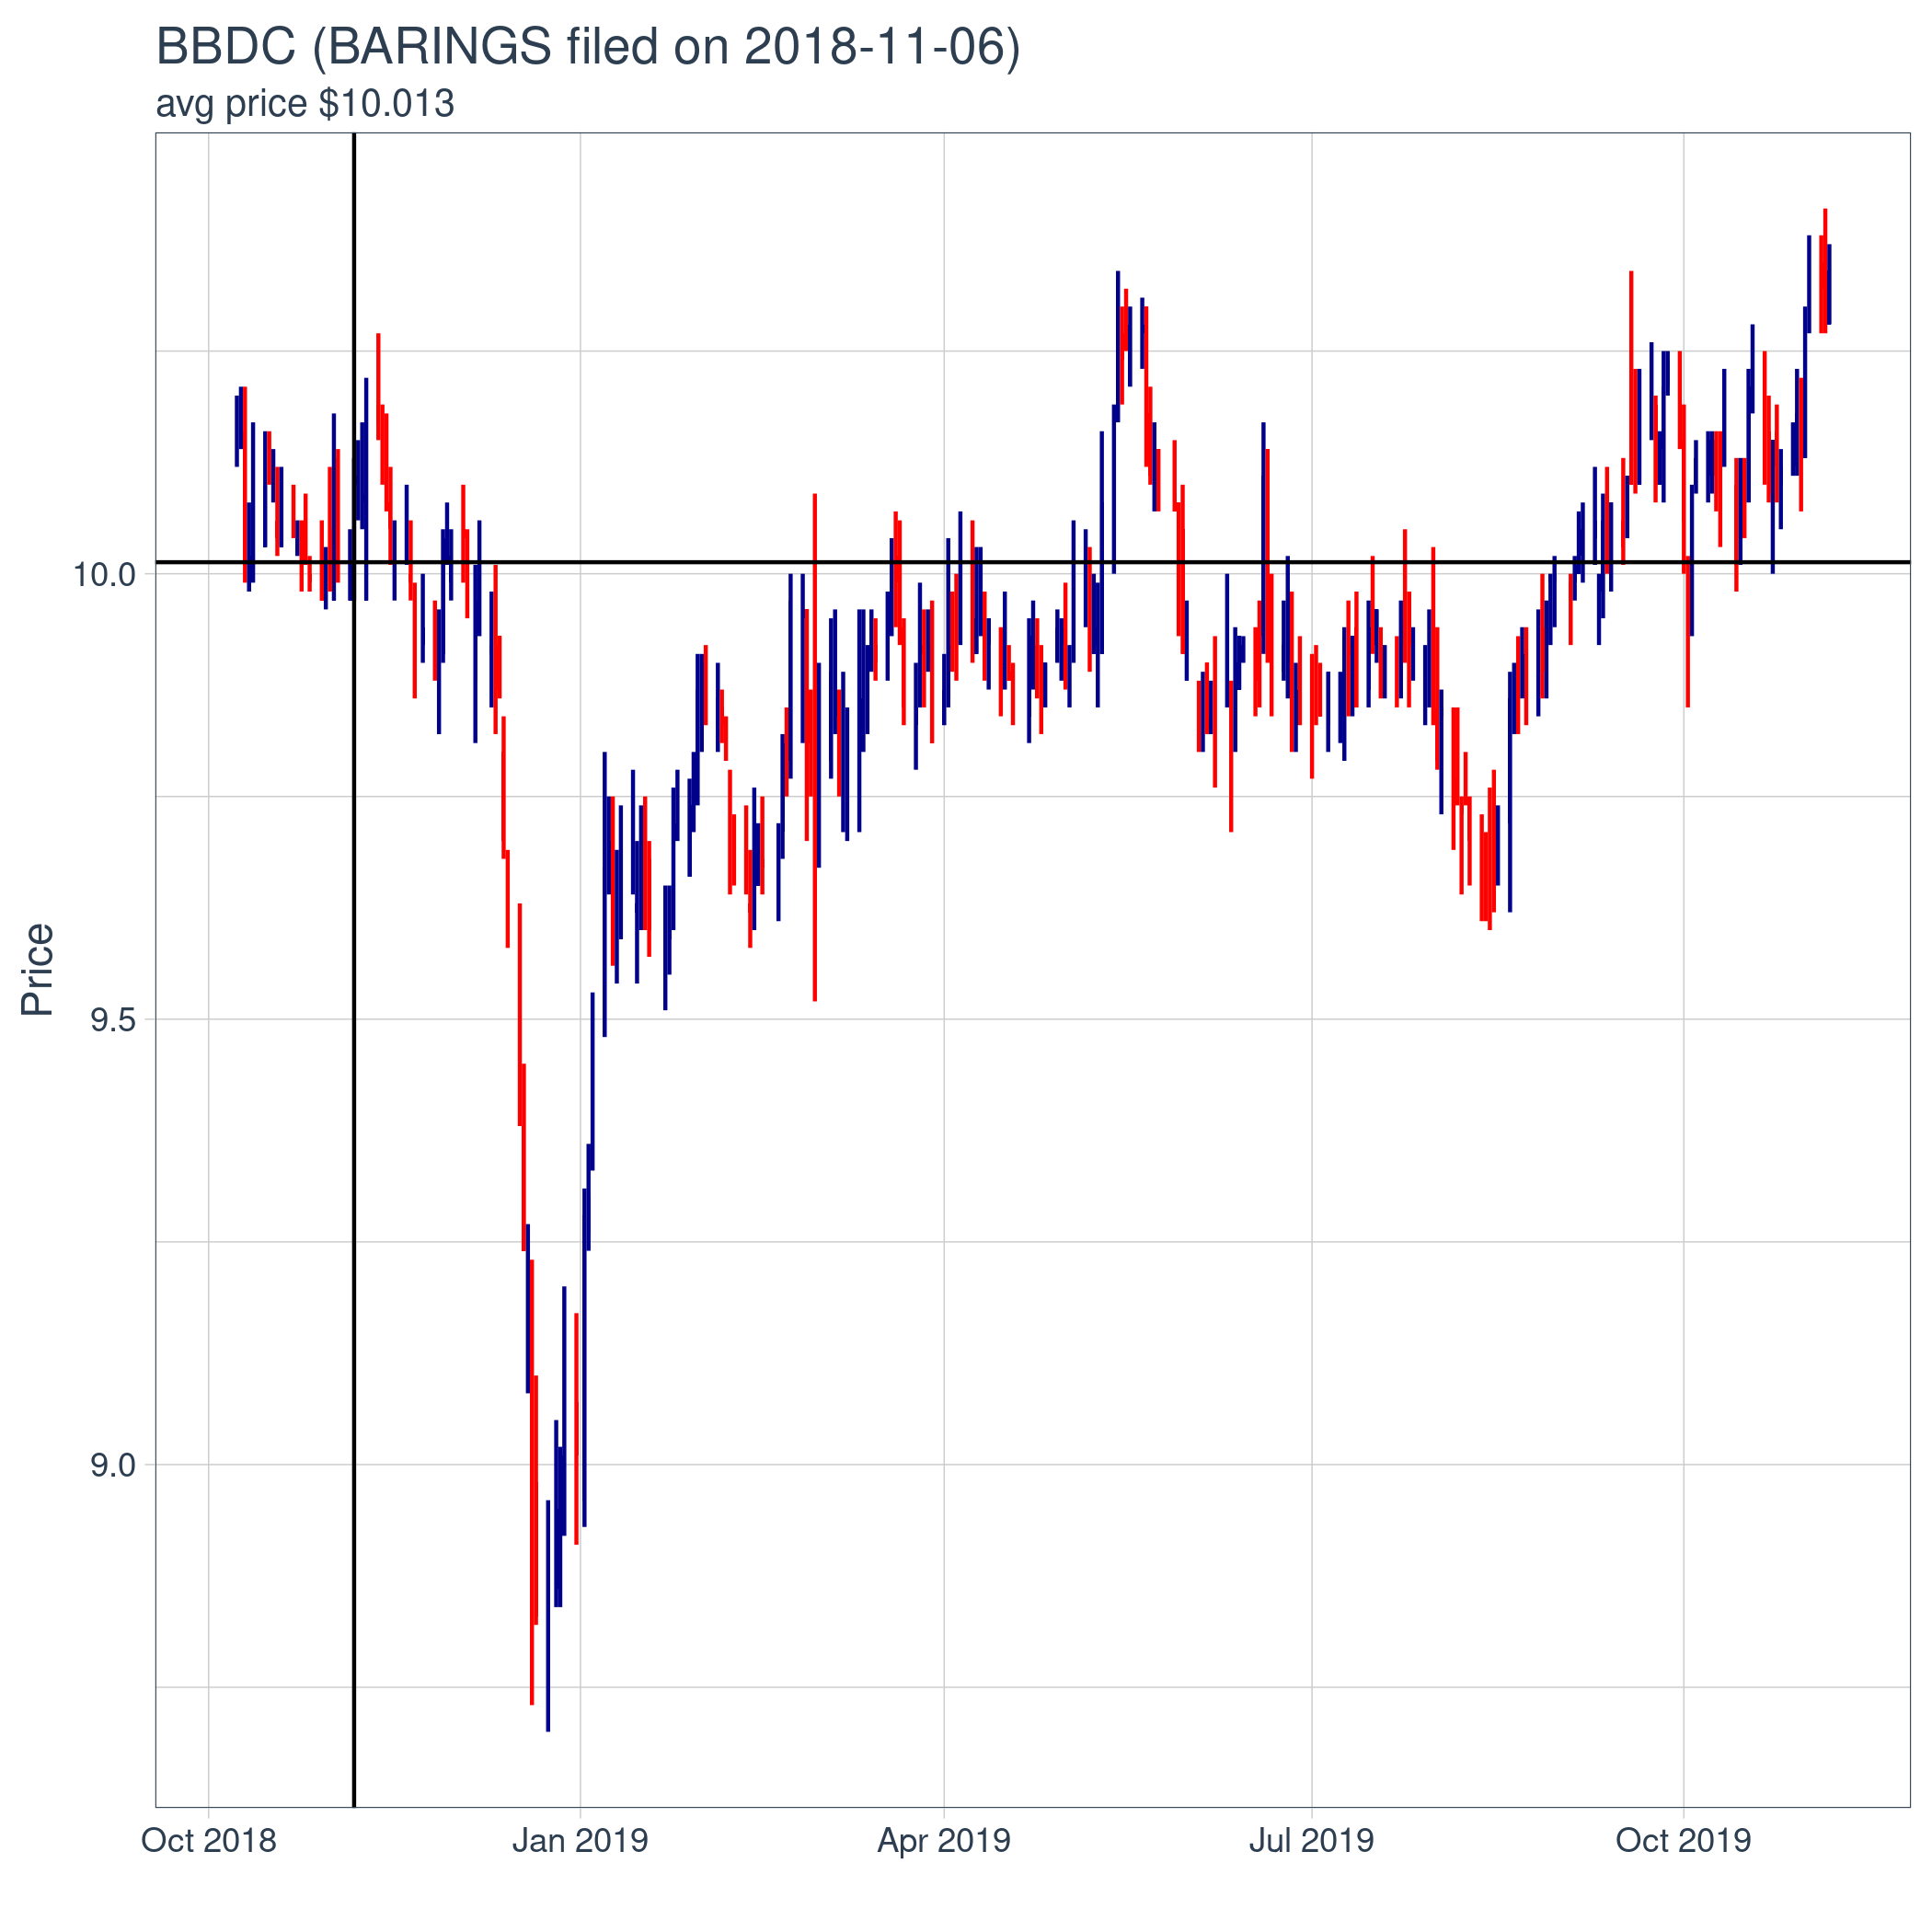 BBDC (BARINGS filed on 2018-11-06)
avg price $10.013
Price
10.0
9.5
9.0
Oct 2018
Jan 2019
Apr 2019
Jul 2019
Oct 2019